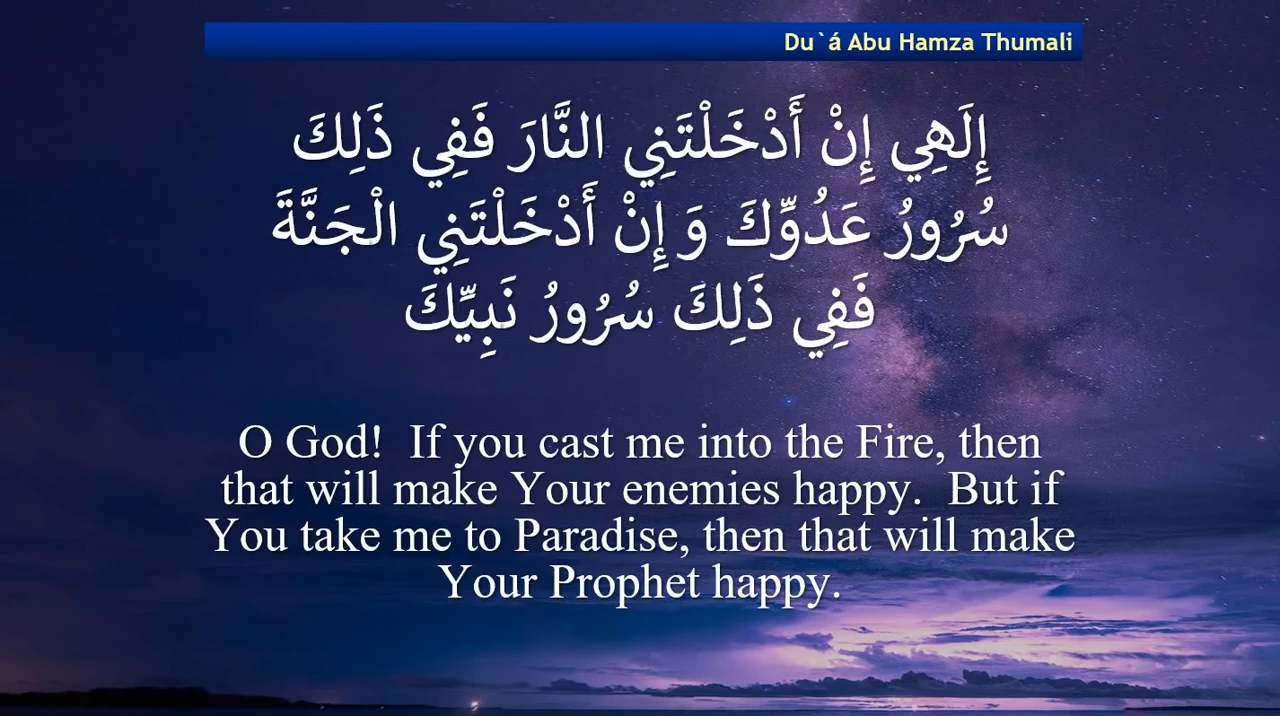 Du`á Abu Hamza Thumali
إِلَهِي إِنْ أَدْخَلْتَنِي النَّارَ فَفِي ذَلِكَ
سُرُورُ عَدُوِّكَ وَ إِنْ أَدْخَلْتَنِي الْجَنَّةَ
فَفِي ذَلِكَ سُرُورُ نَبِيِّكَ
O God!  If you cast me into the Fire, then
that will make Your enemies happy.  But if
You take me to Paradise, then that will make
Your Prophet happy.